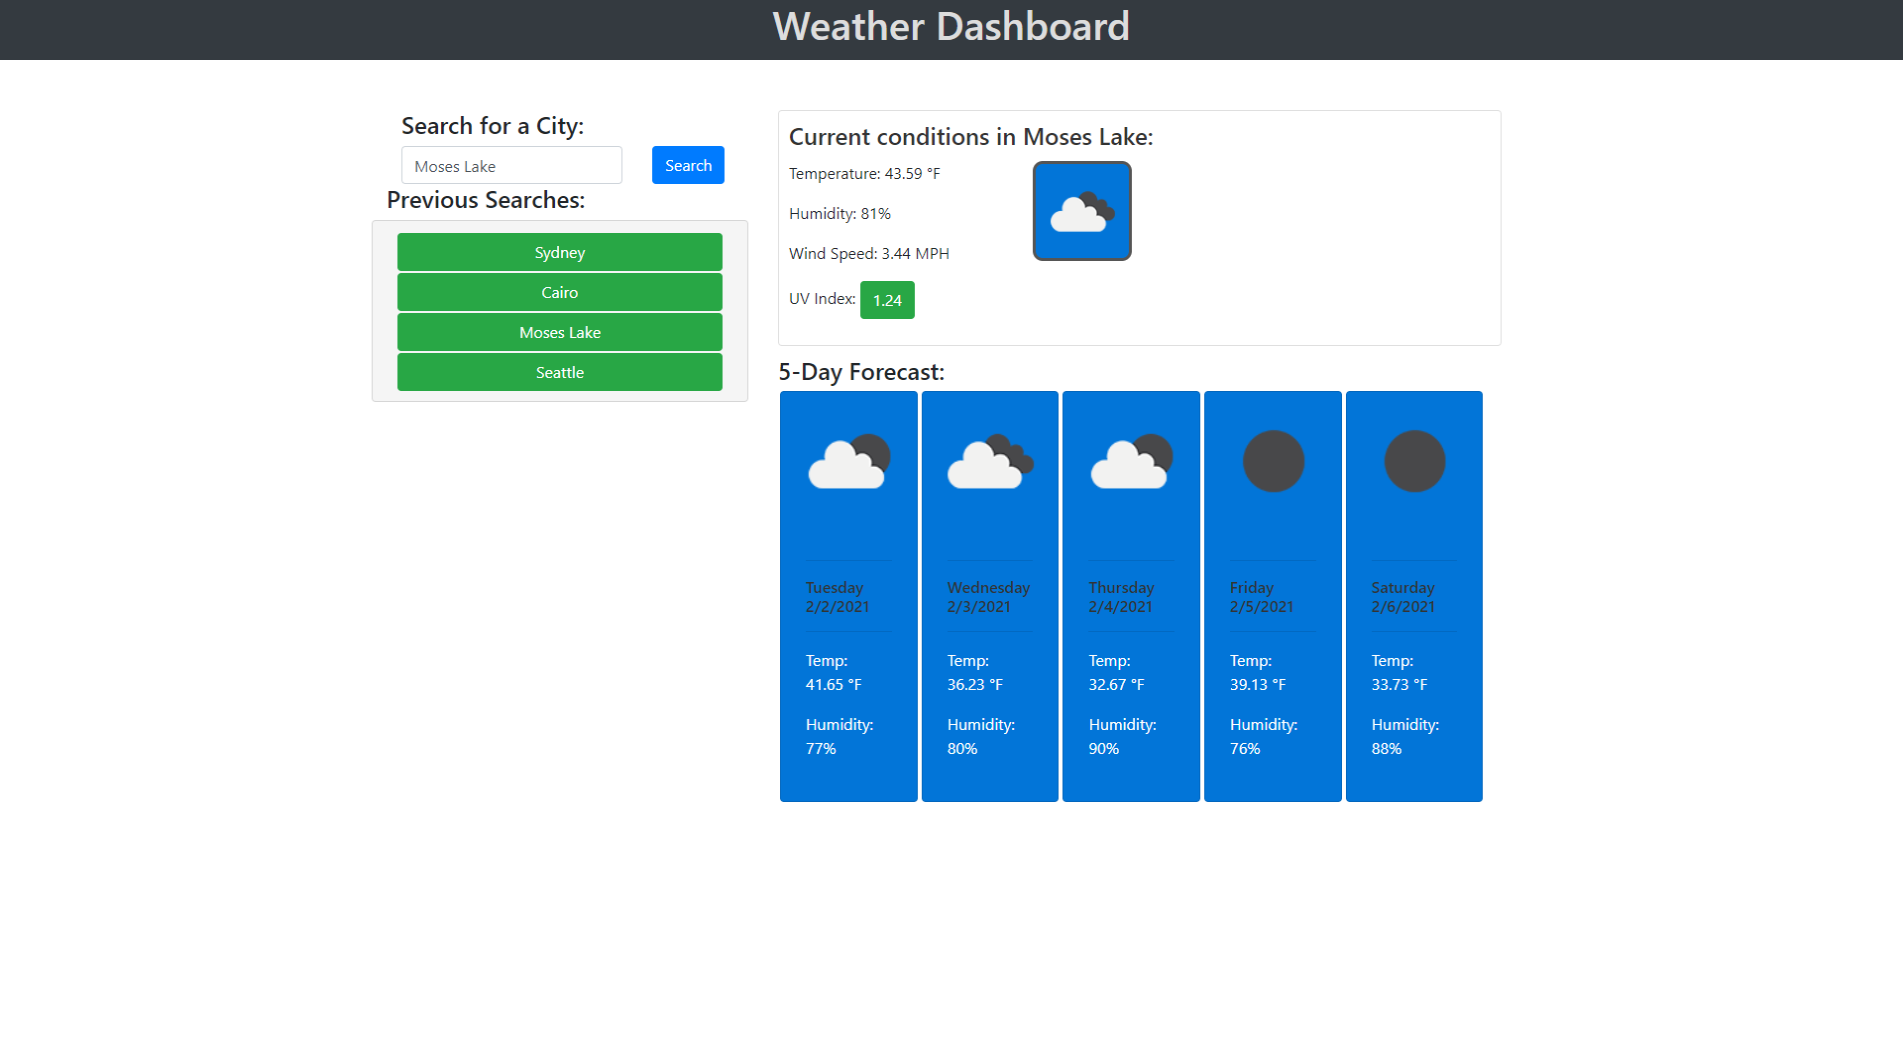 Weather Dashboard
Search for a City:
Moses Lake
Search
Previous Searches:
Sydney
Cairo
Moses Lake
Seattle
Current conditions in Moses Lake:
Temperature: 43.59 °F
Humidity: 81%
Wind Speed: 3.44 MPH
UV Index: 1.24
5-Day Forecast:
Tuesday
2/2/2021
Temp:
41.65 °F
Humidity:
77%
Wednesday
2/3/2021
Temp:
36.23 °F
Humidity:
80%
Thursday
2/4/2021
Temp:
32.67 °F
Humidity:
90%
Friday
2/5/2021
Temp:
39.13 °F
Humidity:
76%
Saturday
2/6/2021
Temp:
33.73 °F
Humidity:
88%